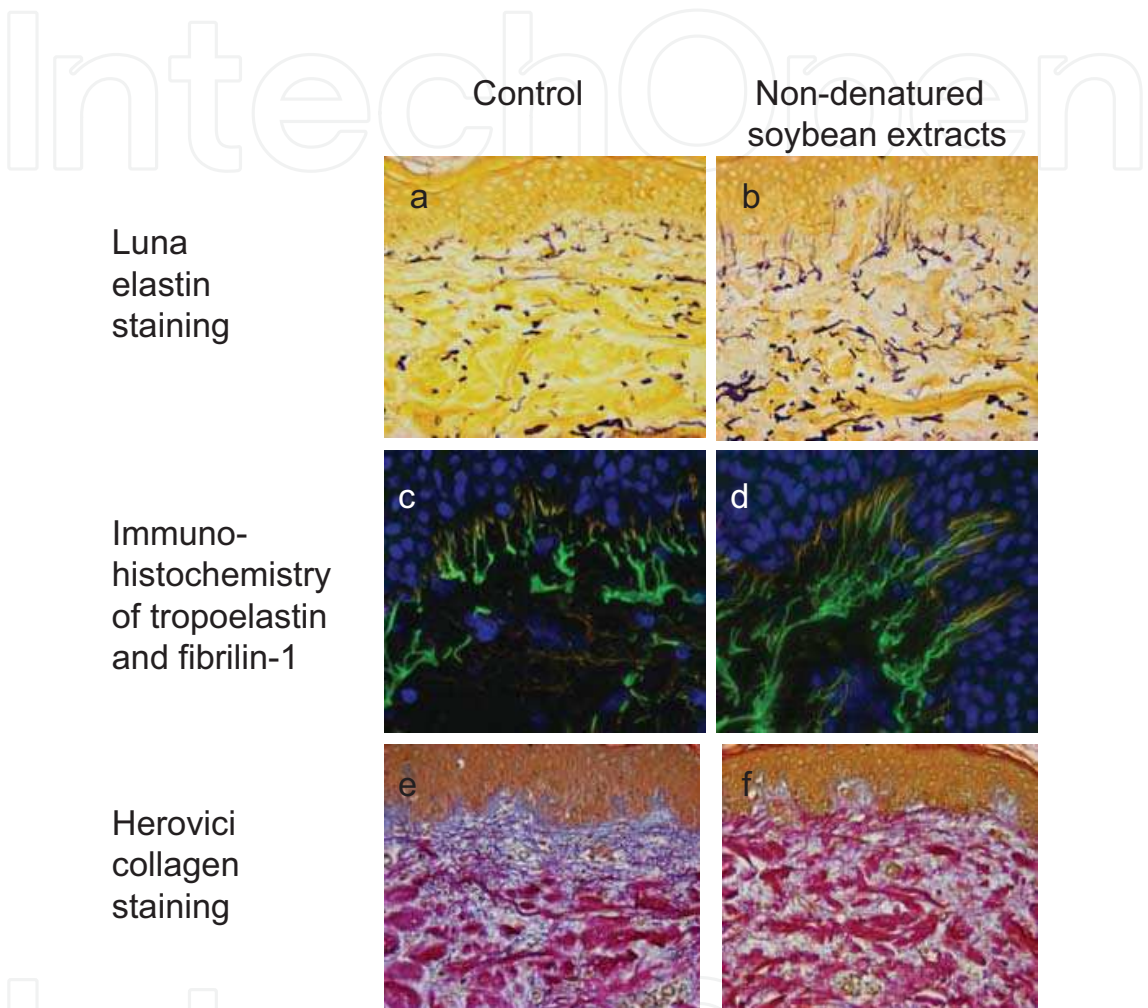 IntechOpen
Control
Non-denatured
soybean extracts
a
b
Luna
elastin
staining
c
d
Immuno-
histochemistry
of tropoelastin
and fibrilin-1
e
f
Herovici
collagen
staining